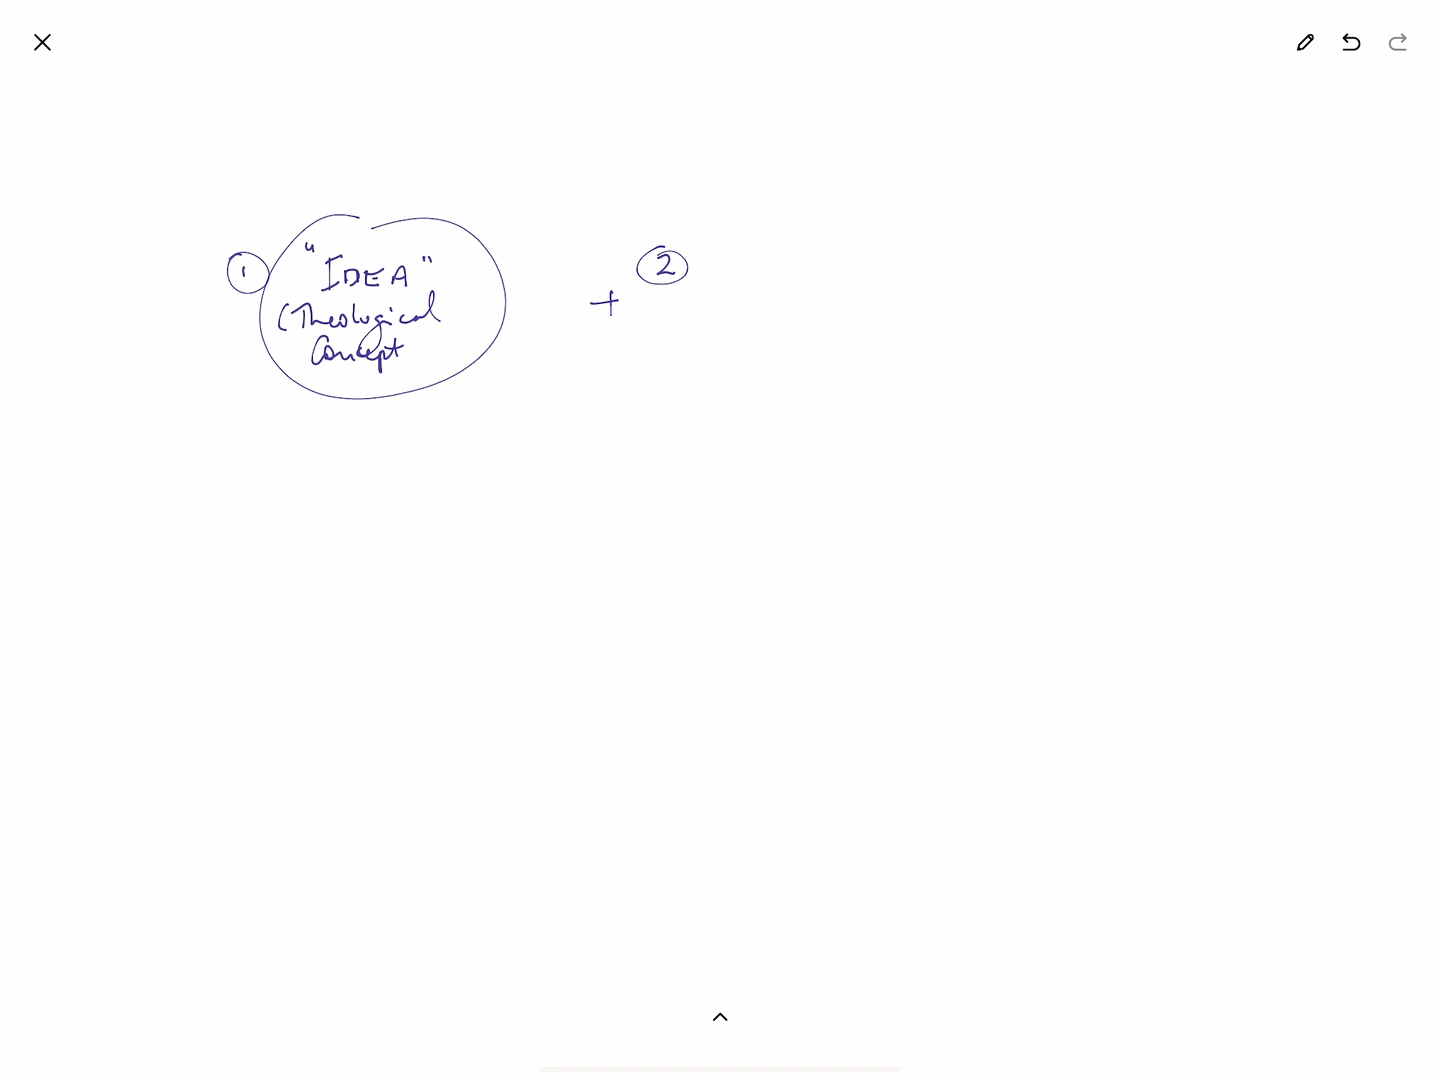 ① "IDEA"
(Theological
Concept
+ ②